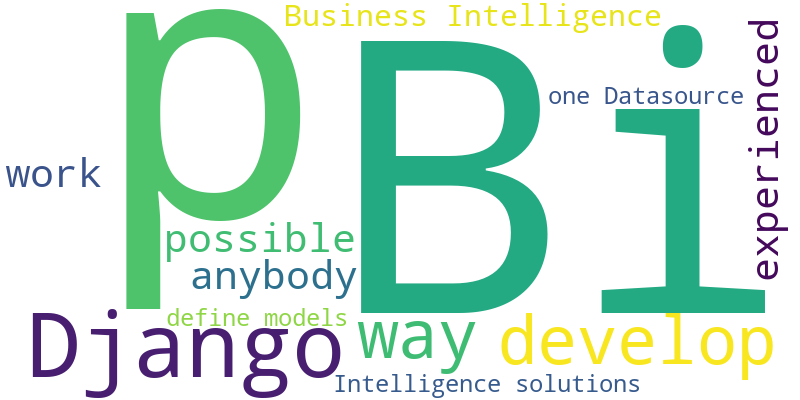 Business Intelligence
p
Bi
experienced
one Datasource
work
possible
anybody
define models
Django
way
develop
Intelligence solutions